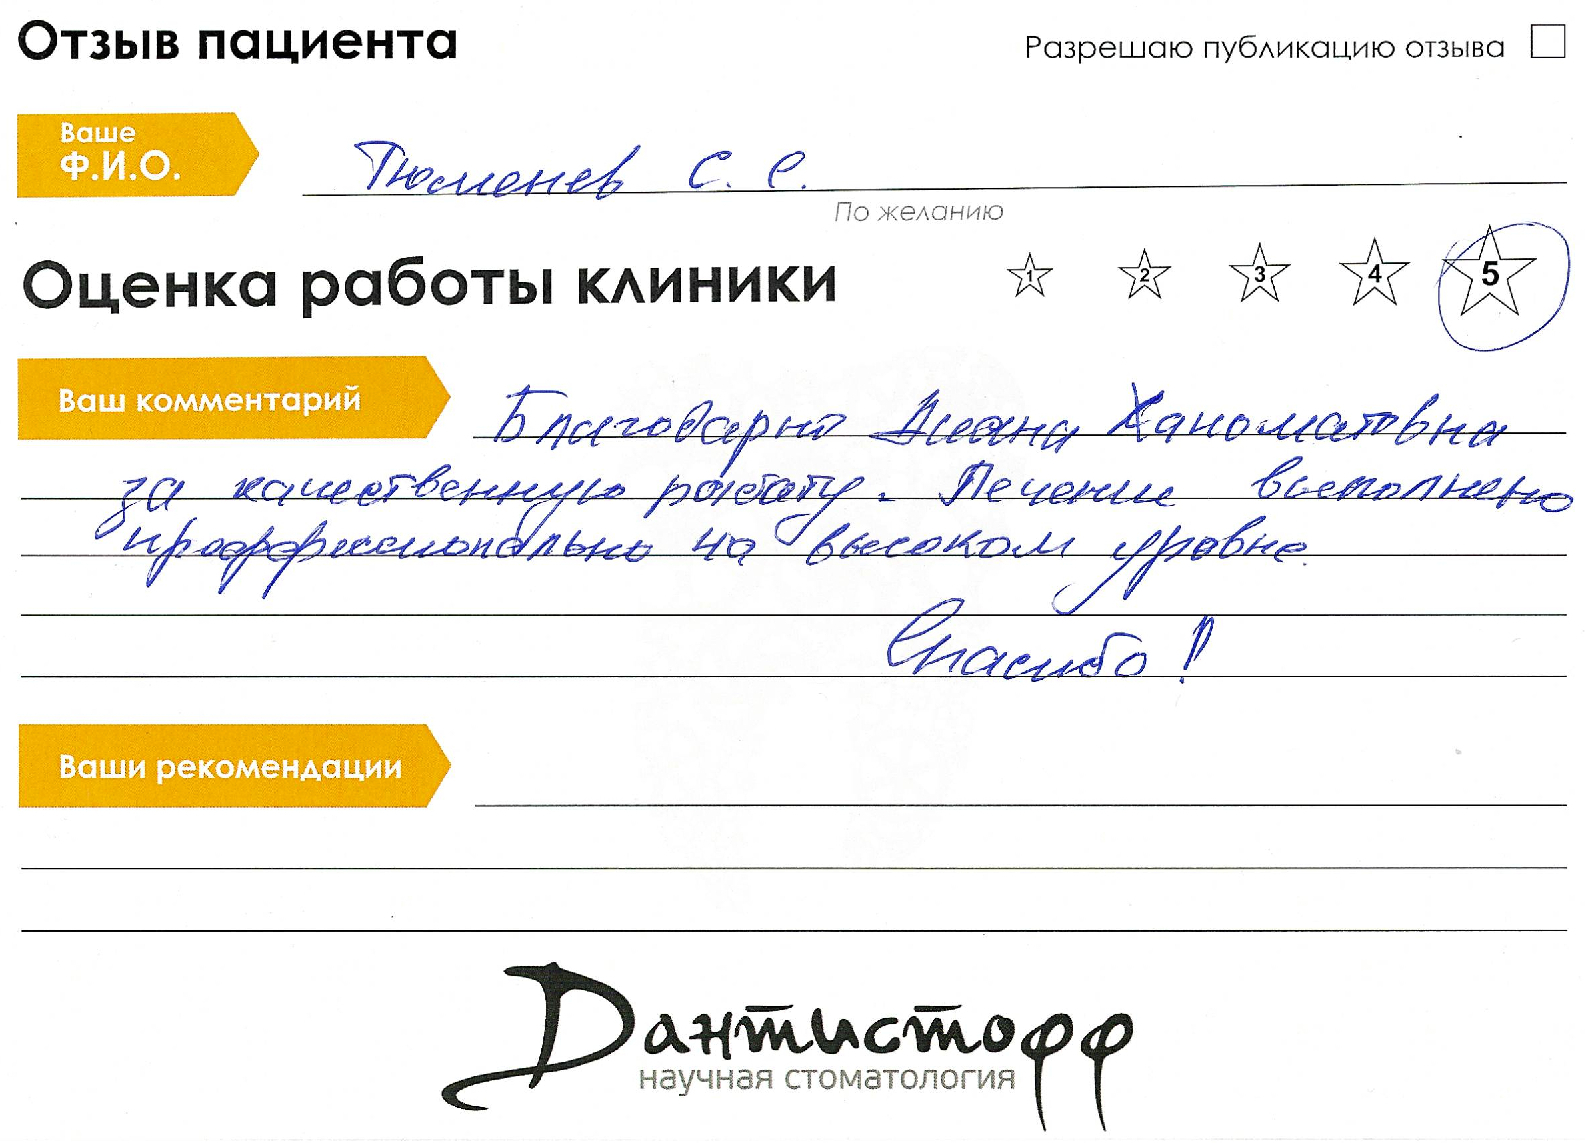 Отзыв пациента
Разрешаю публикацию отзыва
Ваше
Ф.И.О.
Тюменев С. С.
По желанию
Оценка работы клиники
1 2 3 4 5
Ваш комментарий
Благодарю Диана Ханоматовна
за качественную работу. Лечение выполнено
профессионально на высоком уровне.
Спасибо!
Ваши рекомендации
Дантистофф
научная стоматология